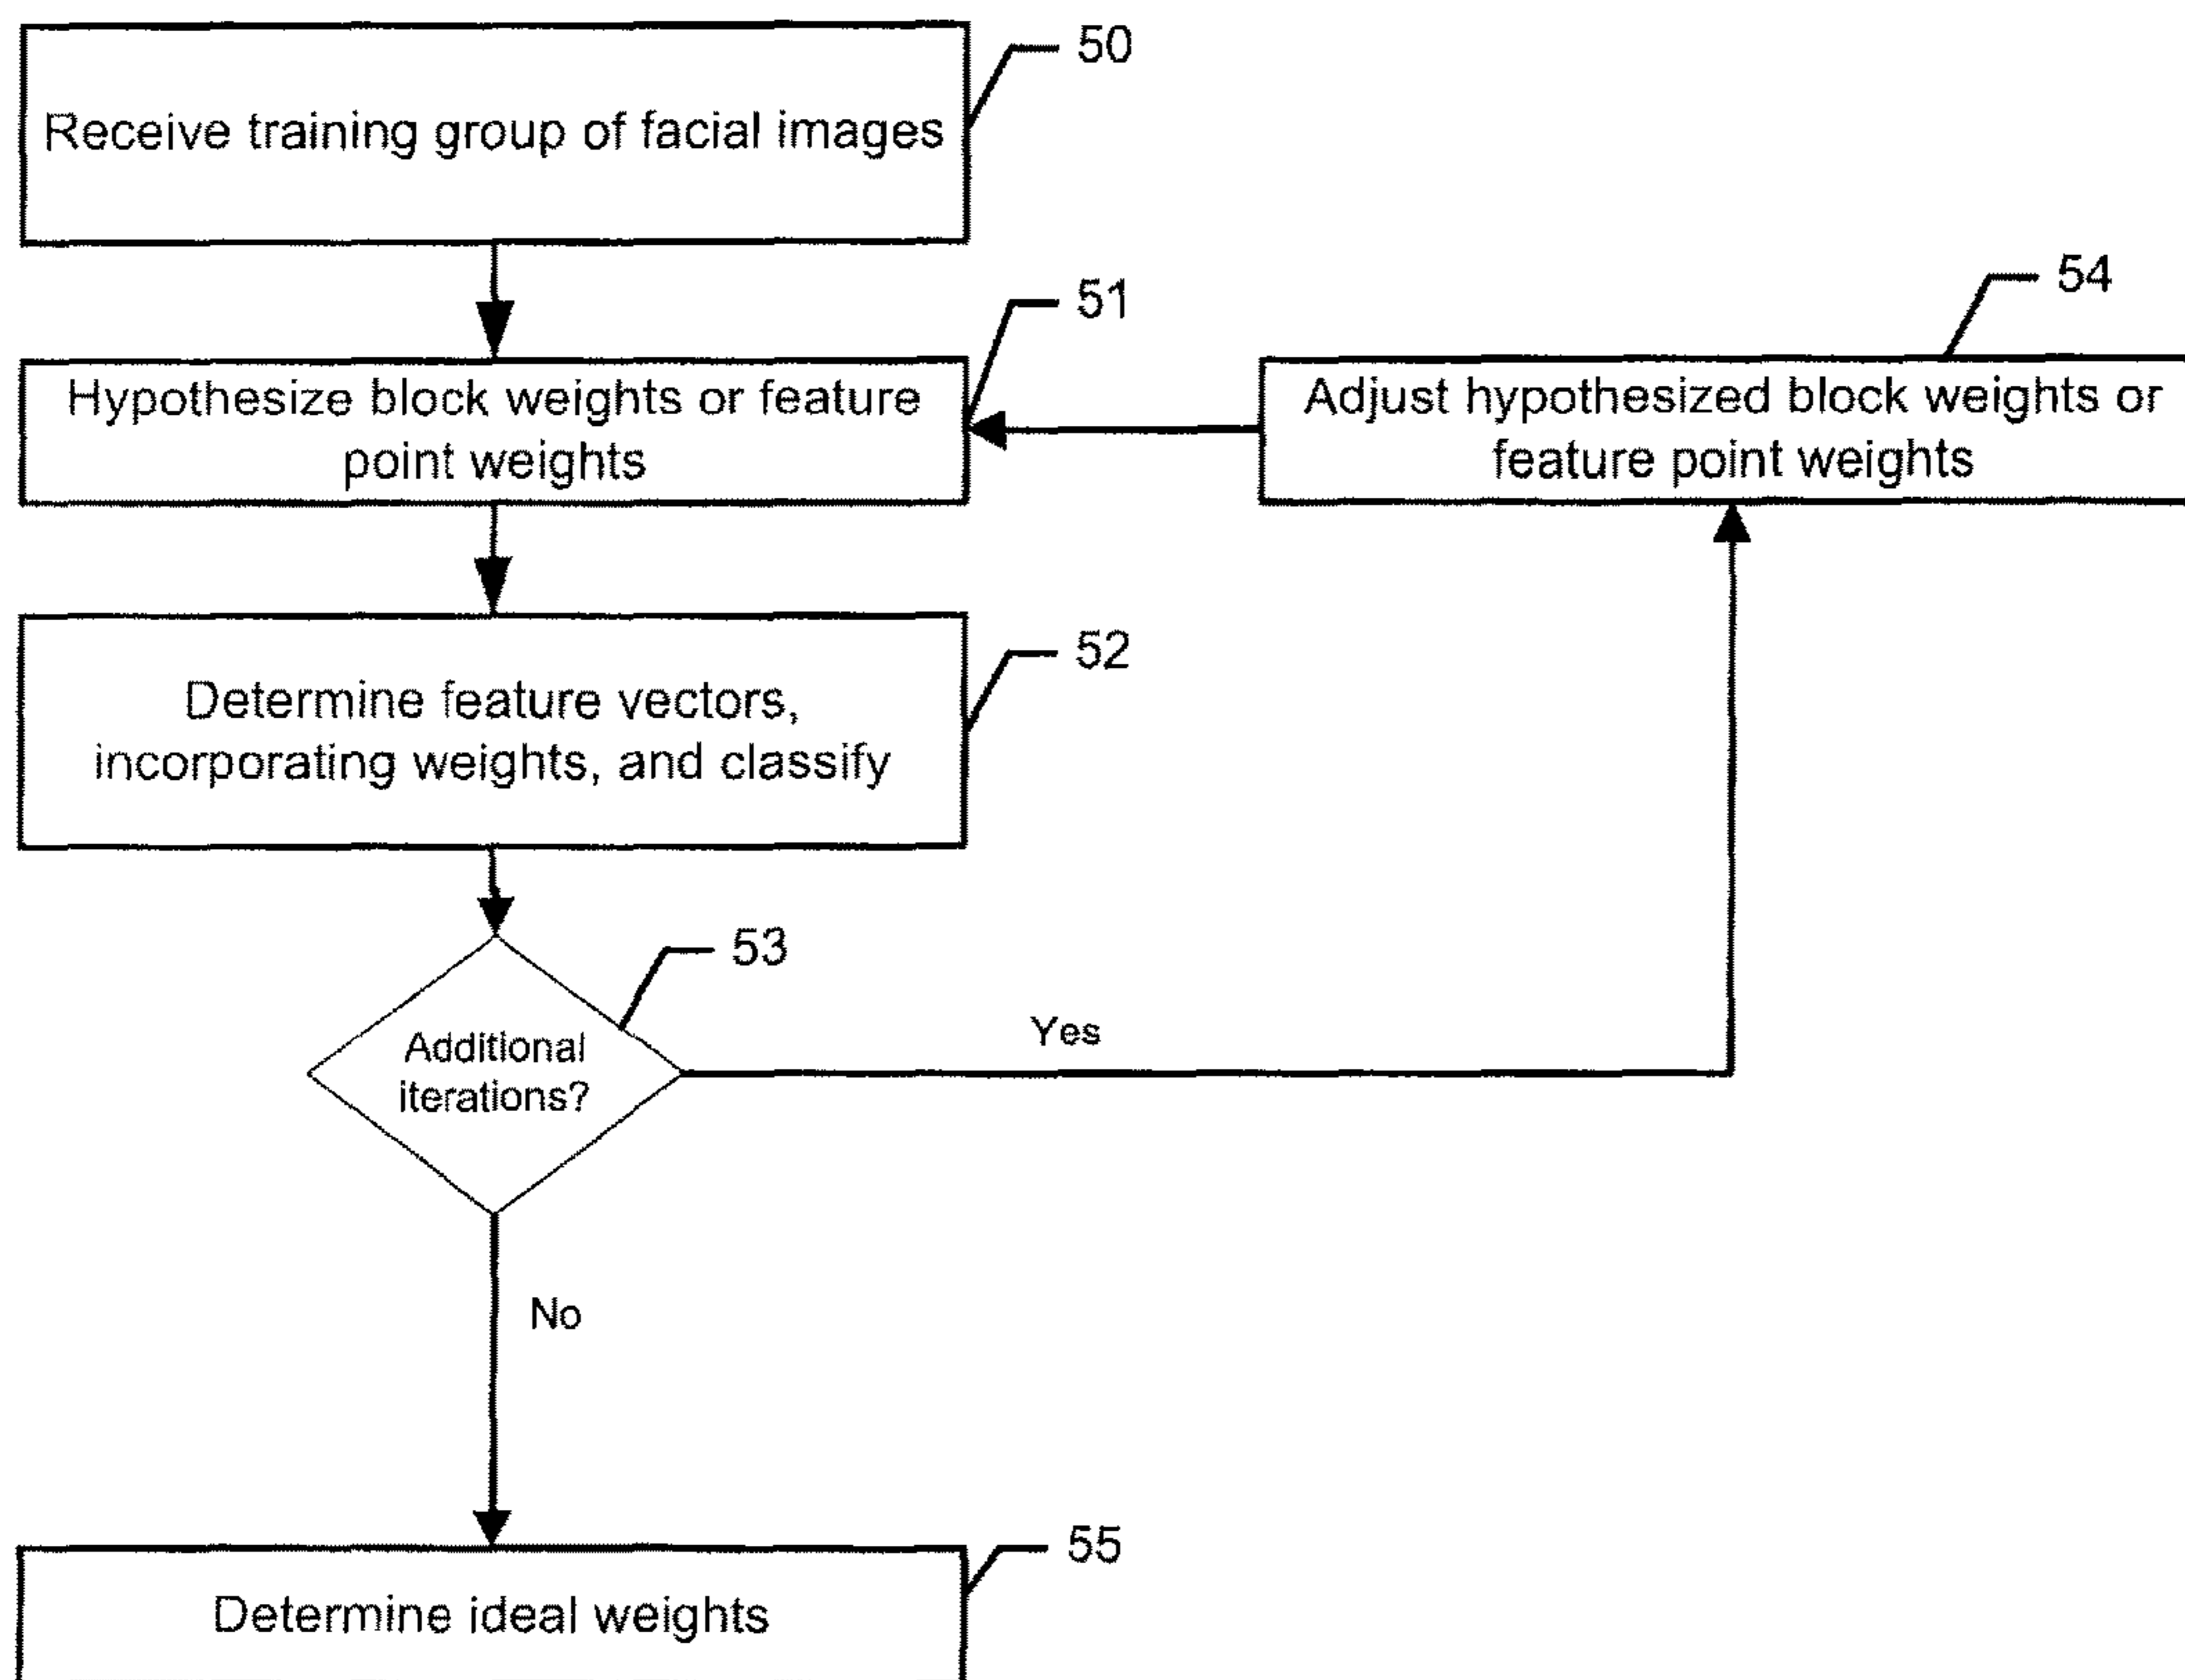 50
Receive training group of facial images
51
54
Hypothesize block weights or feature
point weights
Adjust hypothesized block weights or
feature point weights
52
Determine feature vectors,
incorporating weights, and classify
53
Additional
iterations?
Yes
No
55
Determine ideal weights